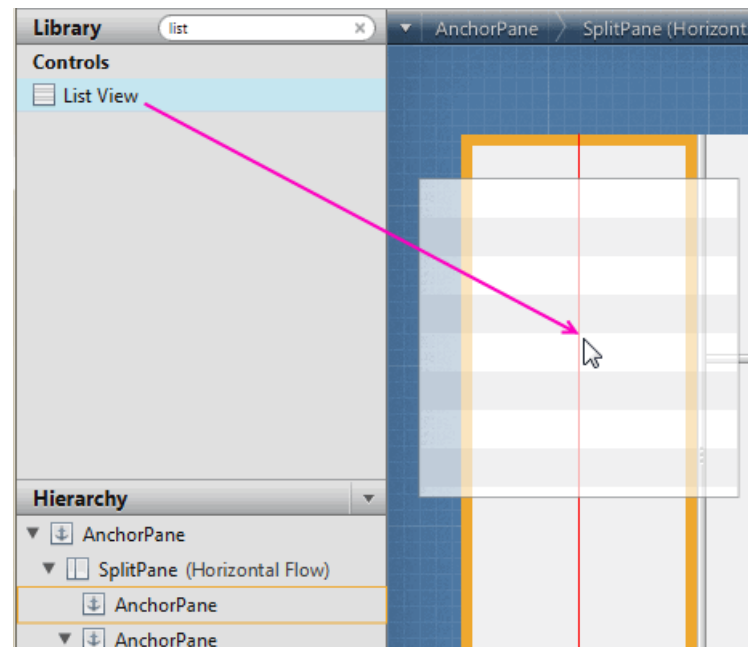 Library
list
AnchorPane
SplitPane (Horizont
Controls
List View
Hierarchy
AnchorPane
SplitPane (Horizontal Flow)
AnchorPane
AnchorPane